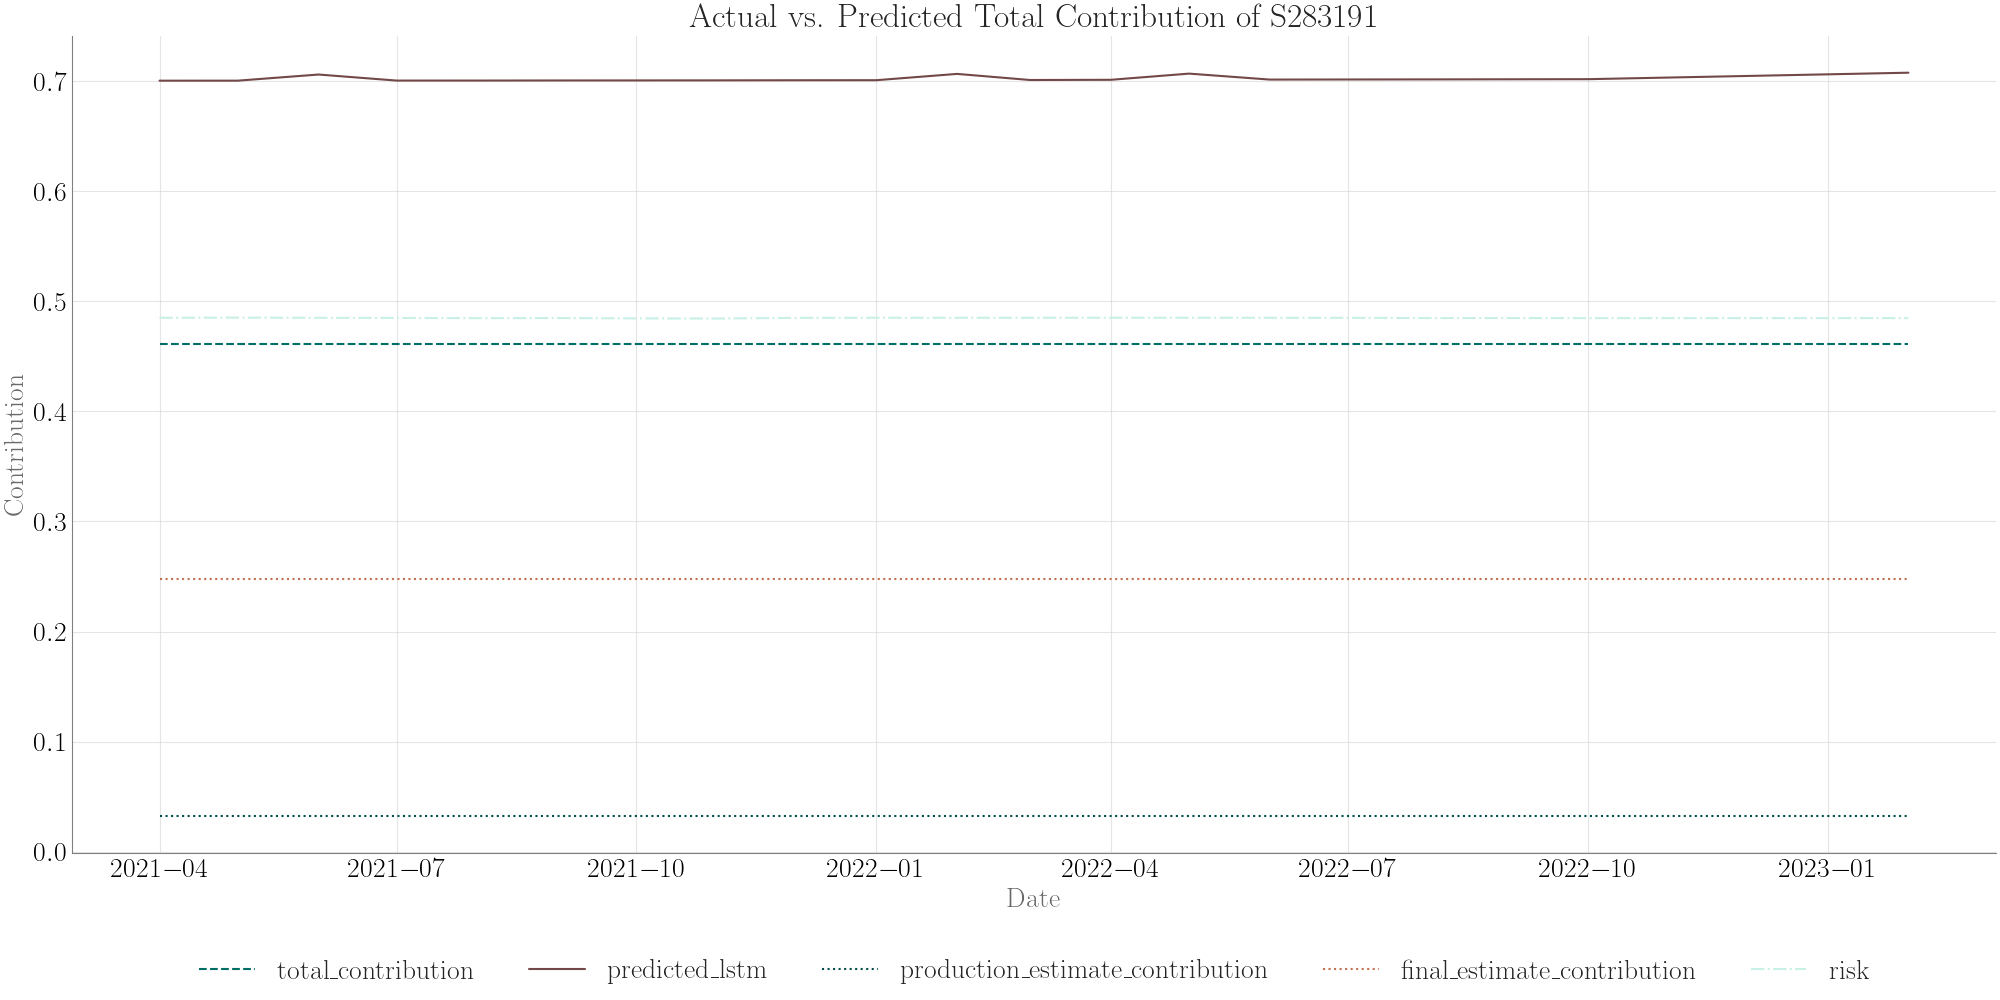 Actual vs. Predicted Total Contribution of S283191
Contribution
0.7
0.6
0.5
0.4
0.3
0.2
0.1
0.0
2021−04 2021−07 2021−10 2022−01 2022−04 2022−07 2022−10 2023−01
Date
total_contribution predicted_lstm production_estimate_contribution final_estimate_contribution risk